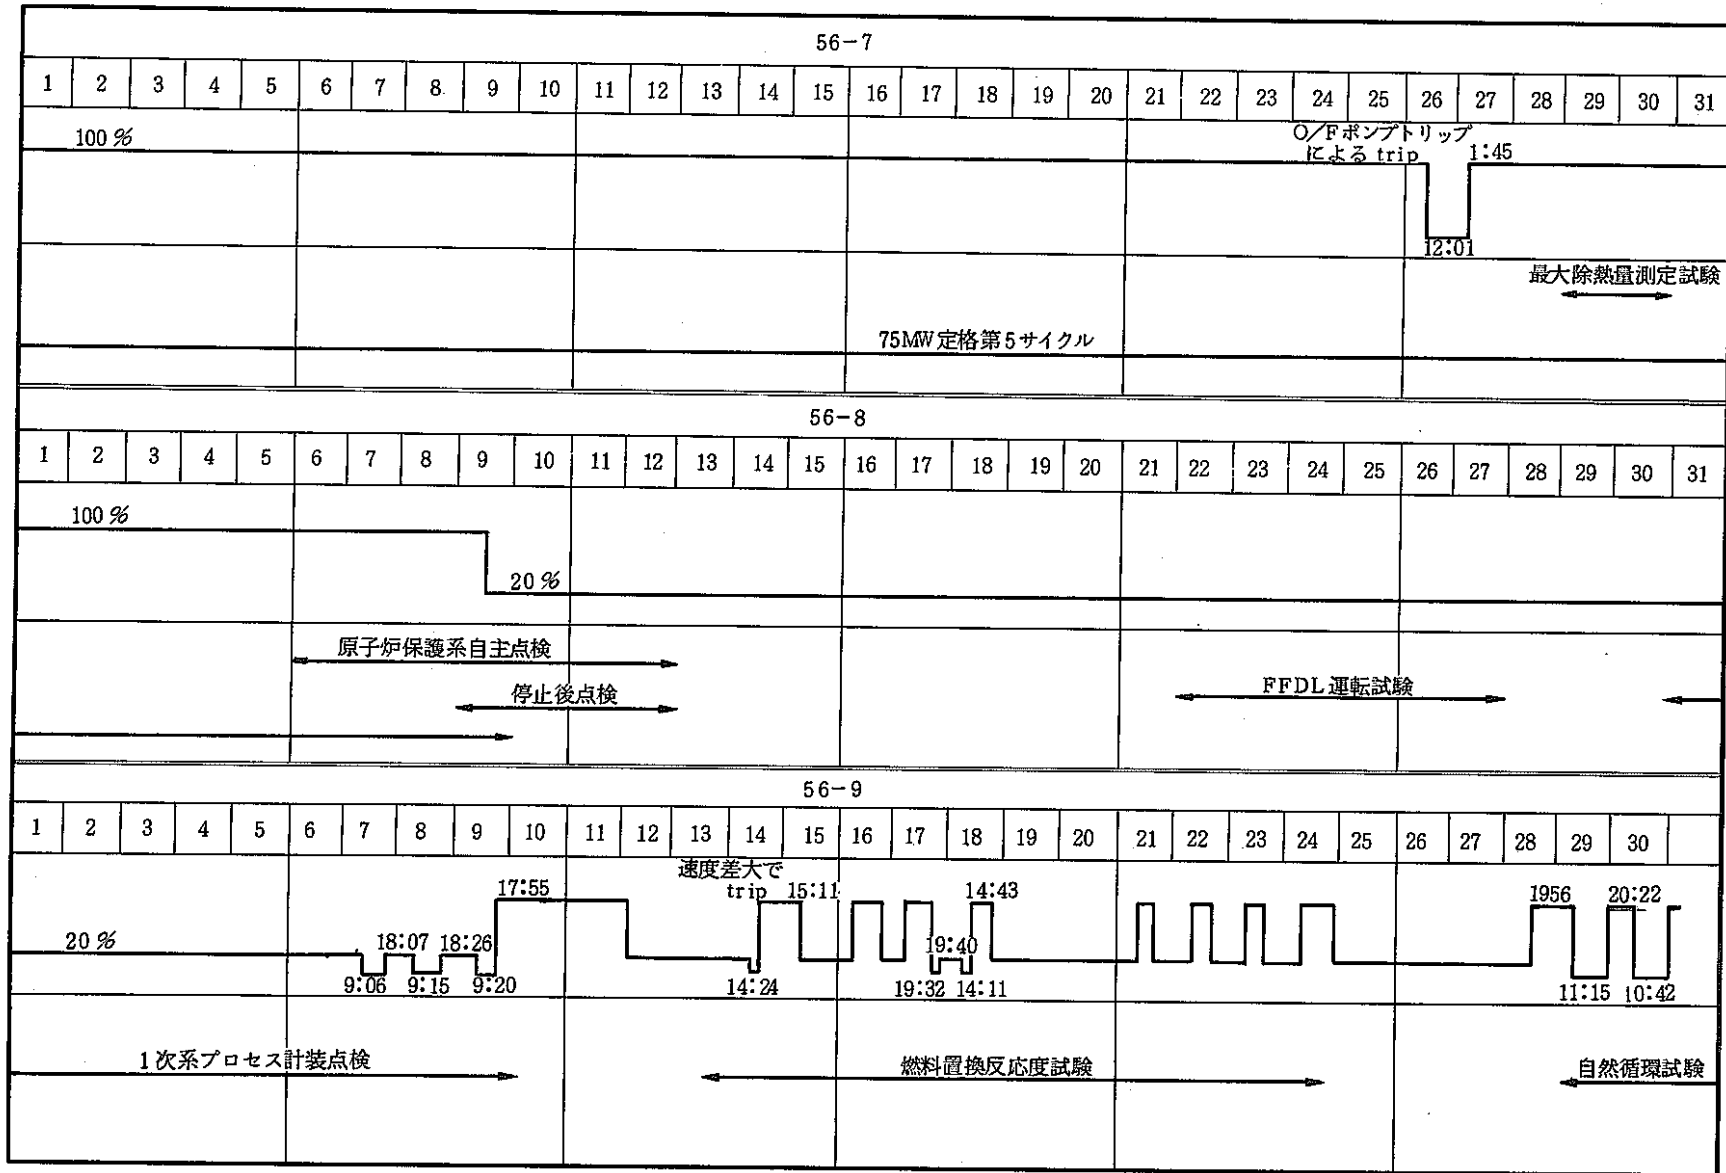 56-7
1 2 3 4 5 6 7 8 9 10 11 12 13 14 15 16 17 18 19 20 21 22 23 24 25 26 27 28 29 30 31
100%
O/Fポンプトリップ
による trip
1:45
12:01
最大除熱量測定試験
75MW定格第5サイクル
56-8
1 2 3 4 5 6 7 8 9 10 11 12 13 14 15 16 17 18 19 20 21 22 23 24 25 26 27 28 29 30 31
100%
20%
原子炉保護系自主点検
停止後点検
FFDL運転試験
56-9
1 2 3 4 5 6 7 8 9 10 11 12 13 14 15 16 17 18 19 20 21 22 23 24 25 26 27 28 29 30
速度差大で
trip 15:11
17:55
14:43
1956 20:22
20%
18:07 18:26
19:40
9:06 9:15 9:20
14:24
19:32 14:11
11:15 10:42
1次系プロセス計装点検
燃料置換反応度試験
自然循環試験